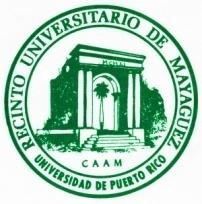 RECINTO UNIVERSITARIO DE MAYAGUEZ
CAAM
UNIVERSIDAD DE PUERTO RICO